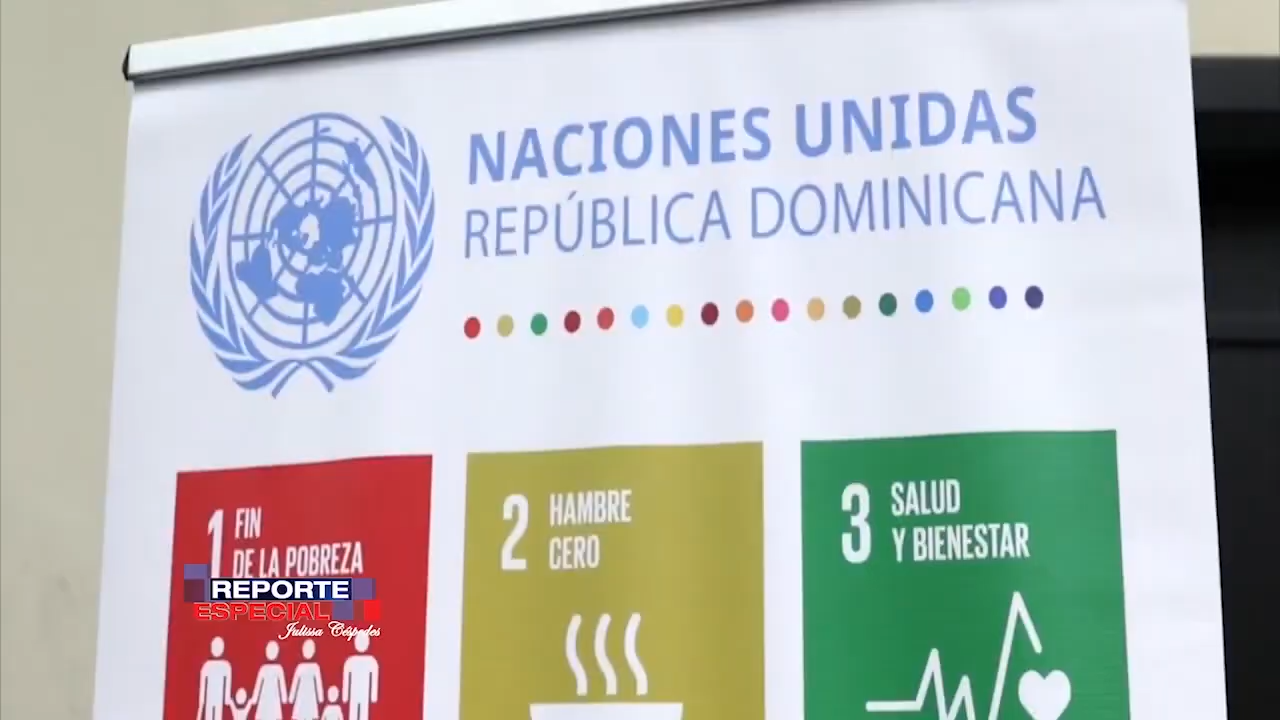 NACIONES UNIDAS
REPÚBLICA DOMINICANA
1 FIN
DE LA POBREZA
2 HAMBRE
CERO
3 SALUD
Y BIENESTAR
REPORTE
ESPECIAL
Julissa Céspedes